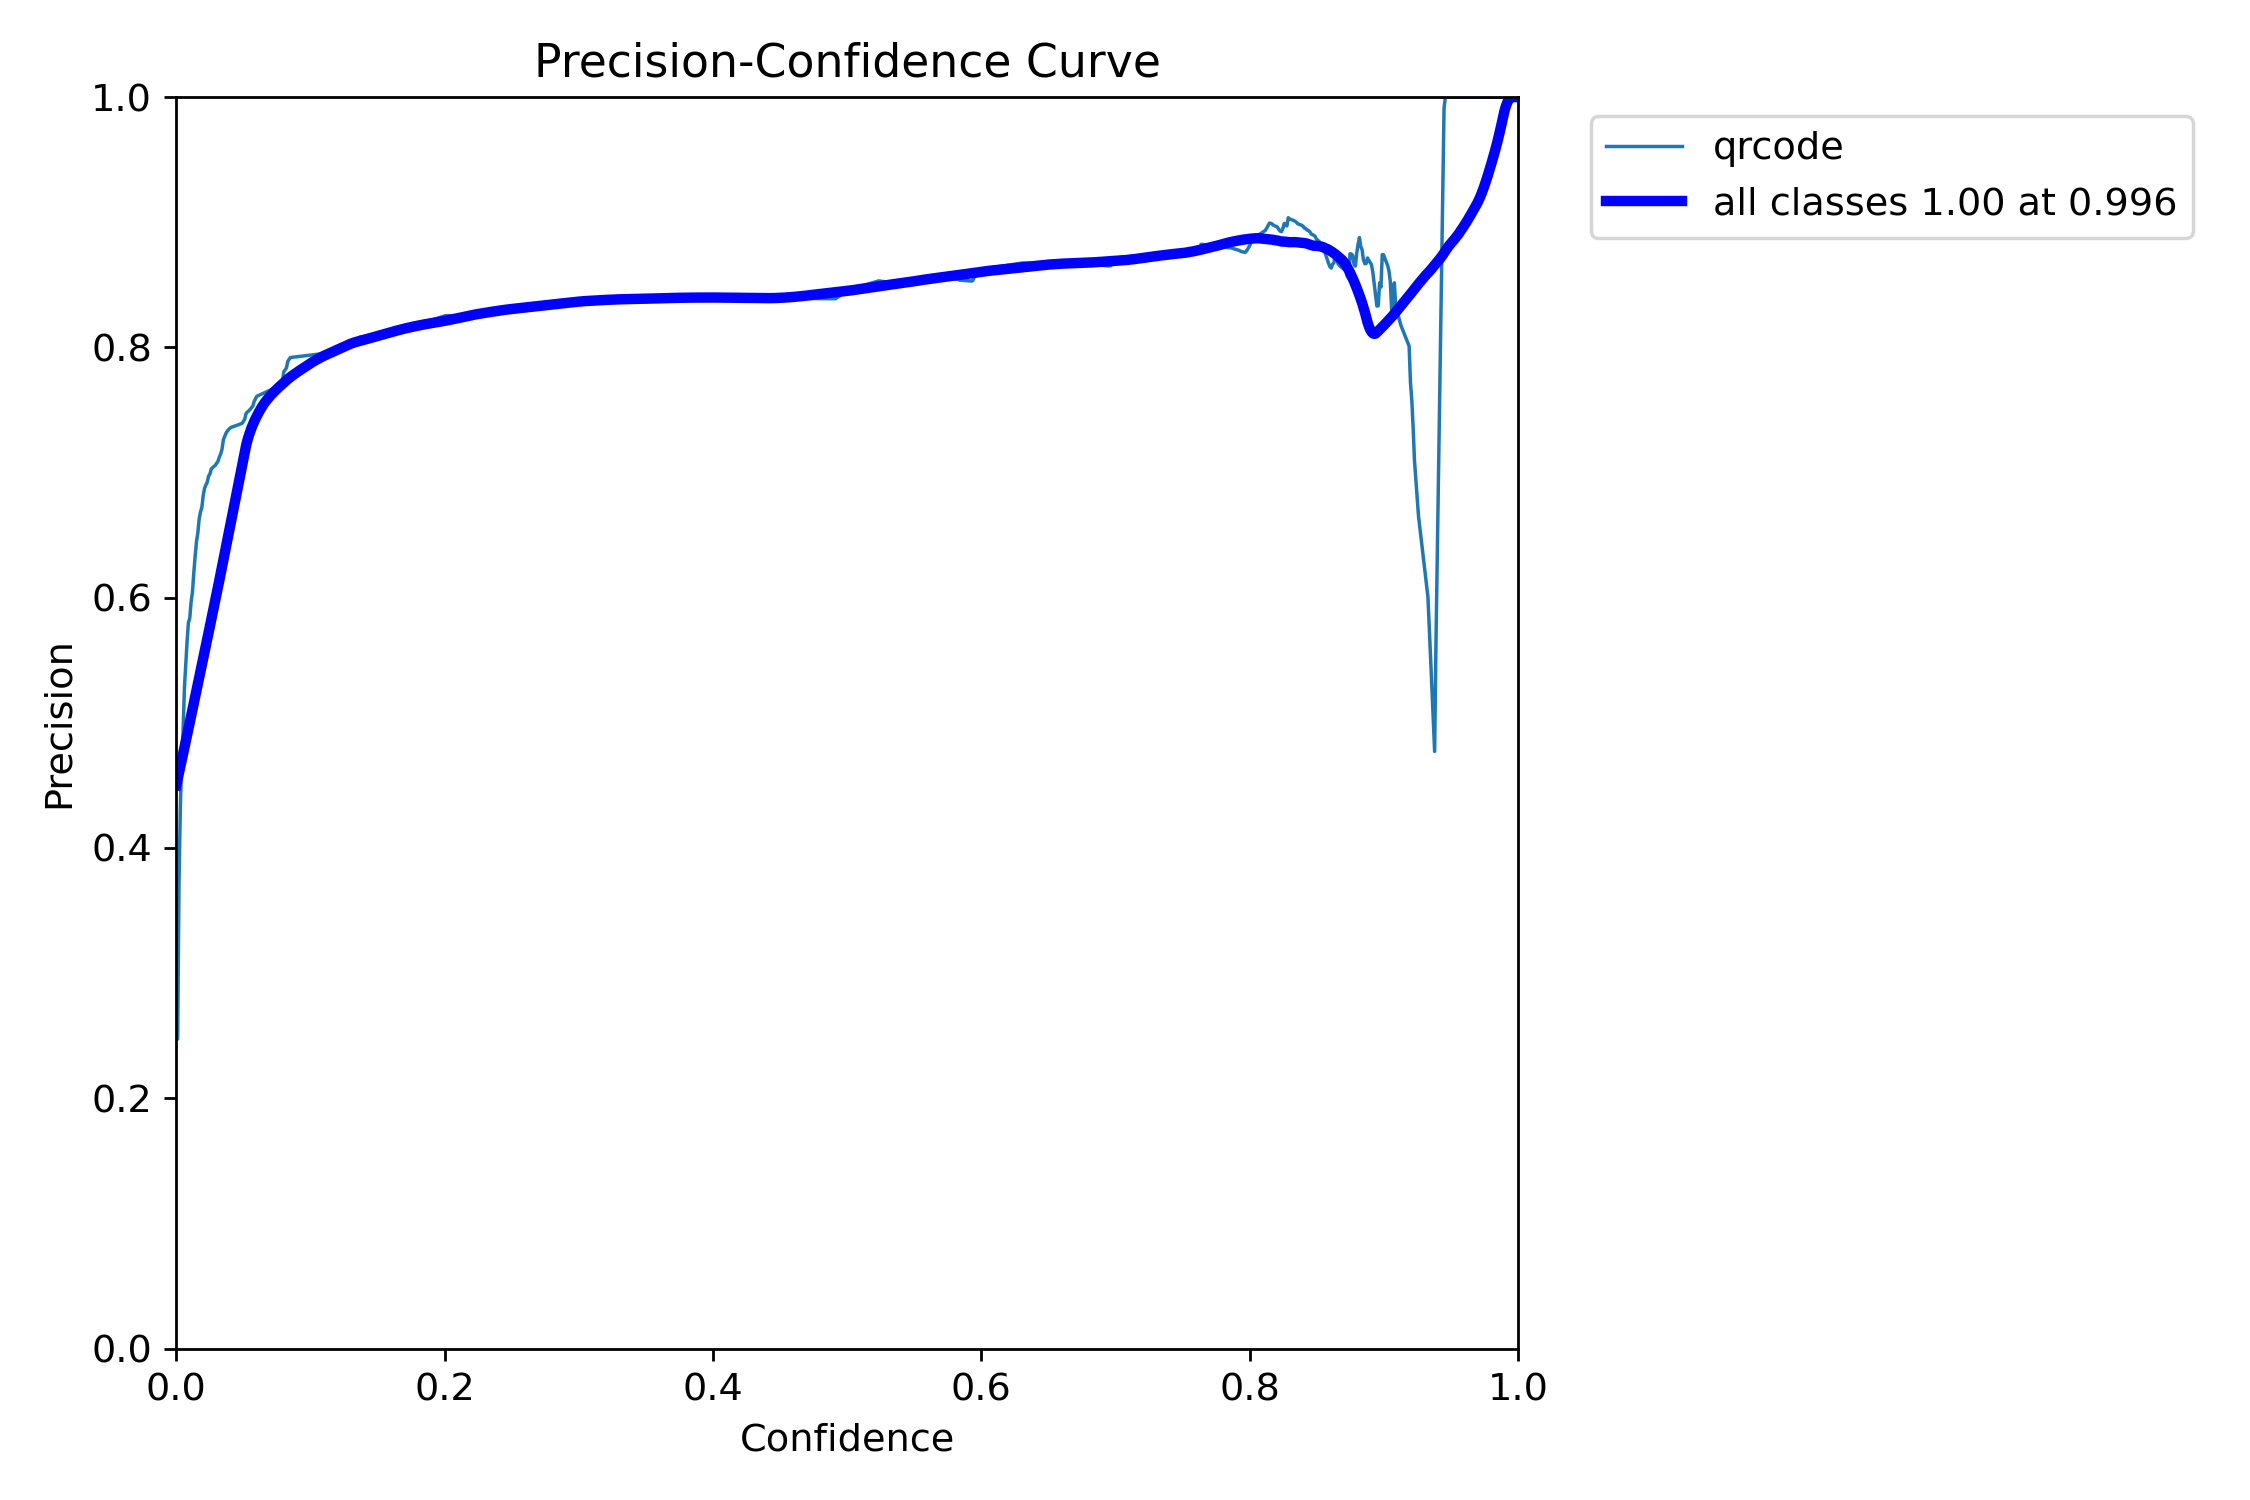 Precision-Confidence Curve
1.0
0.8
0.6
0.4
0.2
0.0
Precision
0.0 0.2 0.4 0.6 0.8 1.0
Confidence
qrcode
all classes 1.00 at 0.996